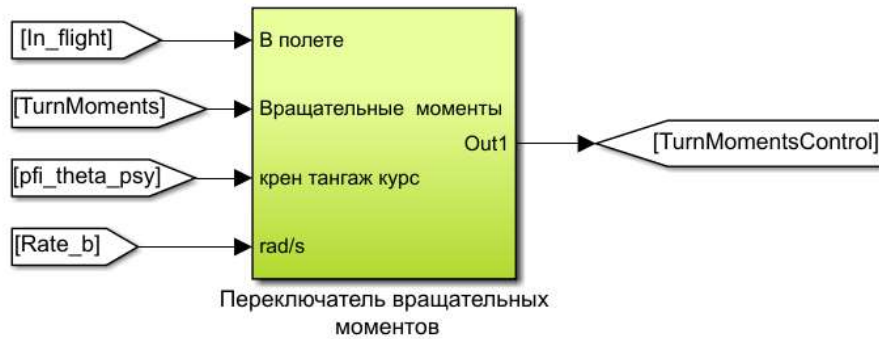 [In_flight]
В полете
[TurnMoments]
Вращательные моменты
Out1
[TurnMomentsControl]
[pfi_theta_psy]
крен тангаж курс
[Rate_b]
rad/s
Переключатель вращательных
моментов